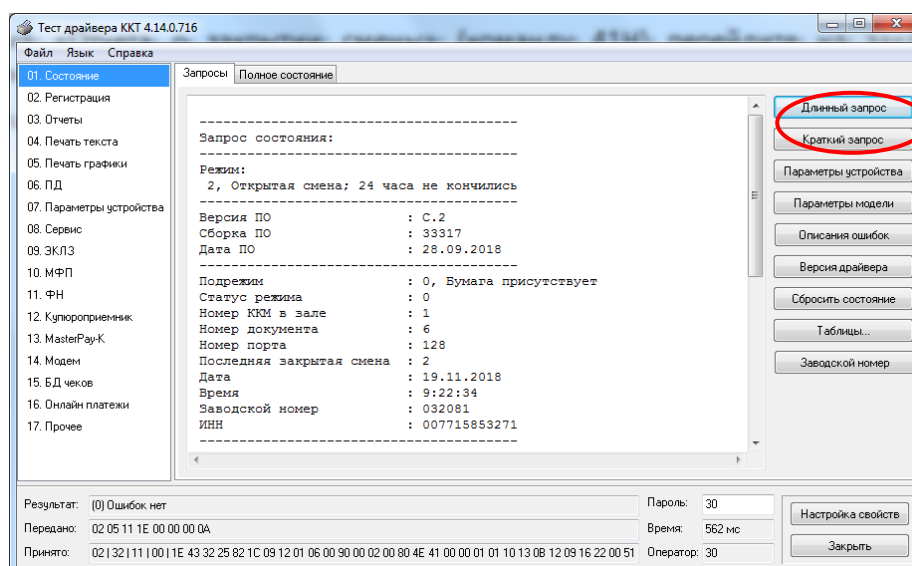 Тест драйвера ККТ 4.14.0.716
Файл Язык Справка
01. Состояние
02. Регистрация
03. Отчеты
04. Печать текста
05. Печать графики
06. ПД
07. Параметры устройства
08. Сервис
09. ЭКЛЗ
10. МФП
11. ФН
12. Купюроприемник
13. MasterPay-K
14. Модем
15. БД чеков
16. Онлайн платежи
17. Прочее
Запросы Полное состояние
----------------------------------------
Запрос состояния:
----------------------------------------
Режим:
2, Открытая смена; 24 часа не кончились
----------------------------------------
Версия ПО : C.2
Сборка ПО : 33317
Дата ПО : 28.09.2018
----------------------------------------
Подрежим : 0, Бумага присутствует
Статус режима : 0
Номер ККМ в зале : 1
Номер документа : 6
Номер порта : 128
Последняя закрытая смена : 2
Дата : 19.11.2018
Время : 9:22:34
Заводской номер : 032081
ИНН : 007715853271
----------------------------------------
Длинный запрос
Краткий запрос
Параметры устройства
Параметры модели
Описания ошибок
Версия драйвера
Сбросить состояние
Таблицы...
Заводской номер
Результат: (0) Ошибок нет
Передано: 02 05 11 1E 00 00 00 0A
Принято: 02 | 32 | 11 | 00 | 1E 43 32 25 82 1C 09 12 01 06 00 90 00 02 00 80 4E 41 00 00 01 01 10 13 0B 12 09 16 22 00 51
Пароль: 30
Время: 562 мс
Оператор: 30
Настройка свойств
Закрыть